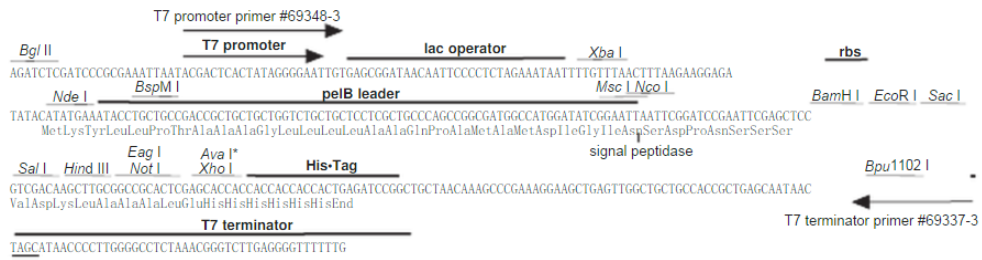 T7 promoter primer #69348-3
Bgl II T7 promoter lac operator Xba I rbs
AGATCTCGATCCCGCGAAATTAATACGACTCACTATAGGGGAATTGTGAGCGGATAACAATTCCCCTCTAGAAATAATTTTGTTTAACTTTAAGAAGGAGA
Nde I BspM I pelB leader Msc I Nco I BamH I EcoR I Sac I
TATACATATGAAATACCTGCTGCCGACCGCTGCTGCTGGTCTGCTGCTCCTCGCTGCCCAGCCGGCGATGGCCATGGATATCGGAATTAATTCGGATCCGAATTCGAGCTCC
MetLysTyrLeuLeuProThrAlaAlaAlaGlyLeuLeuLeuLeuAlaAlaGlnProAlaMetAlaMetAspIleGlyIleAsnSerAspProAsnSerSerSer
signal peptidase
Sal I Hind III Eag I Not I Ava I* Xho I His•Tag Bpu1102 I
GTCGACAAGCTTGCGGCCGCACTCGAGCACCACCACCACCACCACTGAGATCCGGCTGCTAACAAAGCCCGAAAGGAAGCTGAGTTGGCTGCTGCCACCGCTGAGCAATAAC
ValAspLysLeuAlaAlaAlaLeuGluHisHisHisHisHisHisEnd
T7 terminator T7 terminator primer #69337-3
TAGCATAACCCCTTGGGGCCTCTAAACGGGTCTTGAGGGGTTTTTTG